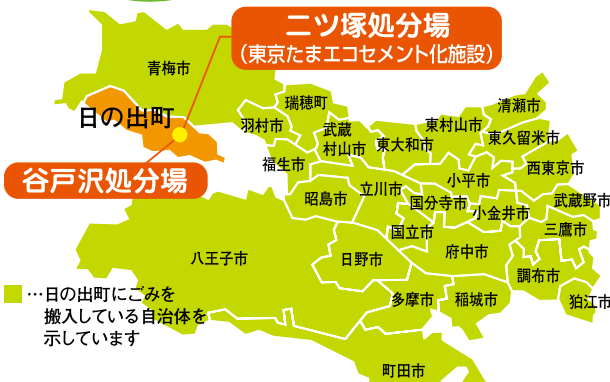 二ツ塚処分場
(東京たまエコセメント化施設)
青梅市
日の出町
瑞穂町
羽村市
武蔵
村山市
東大和市
東村山市
清瀬市
東久留米市
福生市
西東京市
谷戸沢処分場
昭島市
立川市
小平市
国分寺市
小金井市
武蔵野市
国立市
三鷹市
八王子市
日野市
府中市
調布市
…日の出町にごみを
搬入している自治体を
示しています
多摩市
稲城市
狛江市
町田市